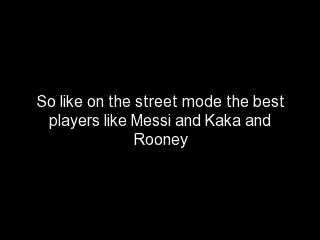 So like on the street mode the best
players like Messi and Kaka and
Rooney